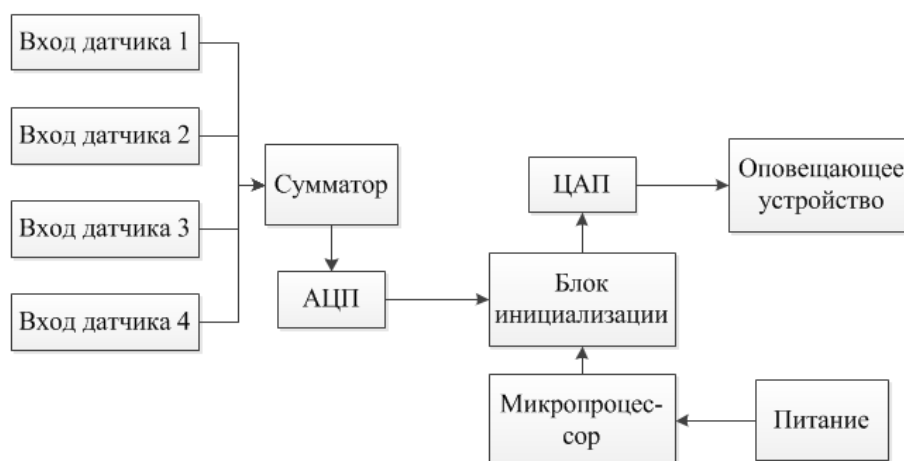 Вход датчика 1
Вход датчика 2
Вход датчика 3
Вход датчика 4
Сумматор
АЦП
ЦАП
Оповещающее
устройство
Блок
инициализации
Микропроцес-
сор
Питание